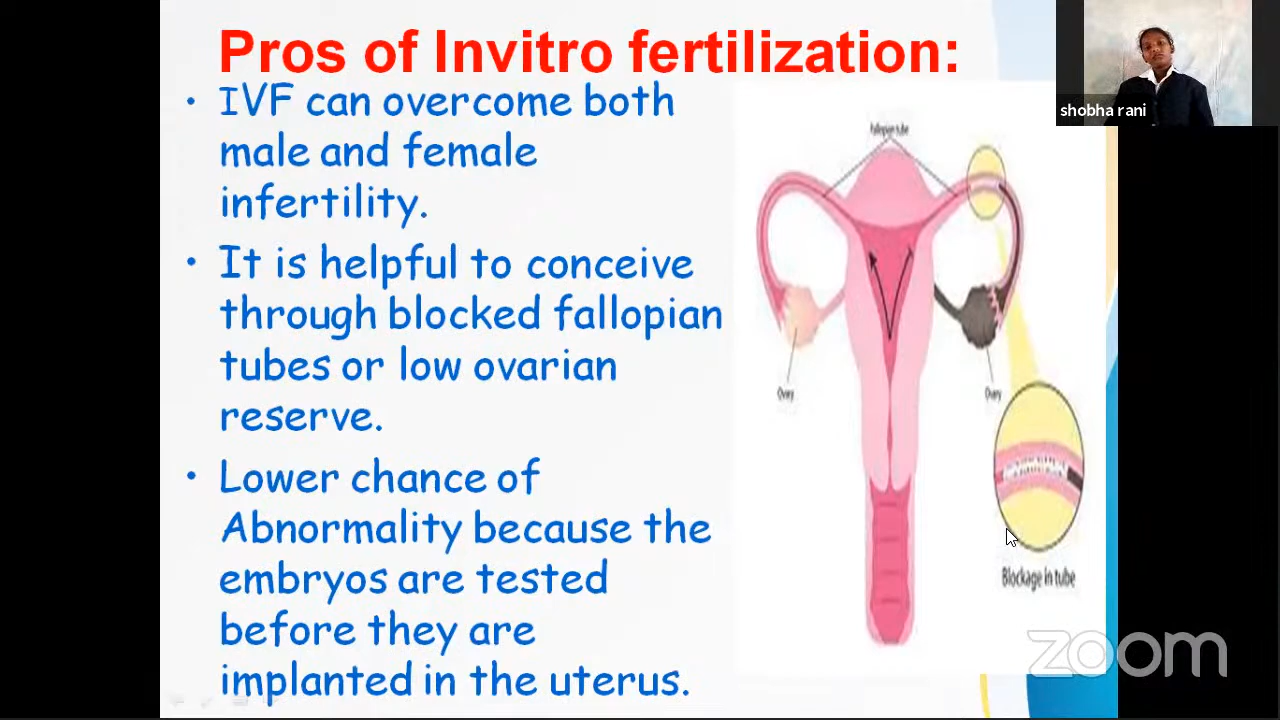 Pros of Invitro fertilization:
• IVF can overcome both
male and female
infertility.
• It is helpful to conceive
through blocked fallopian
tubes or low ovarian
reserve.
• Lower chance of
Abnormality because the
embryos are tested
before they are
implanted in the uterus.
Fallopian tube
Ovary
Ovary
Blockage in tube
shobha rani
zoom